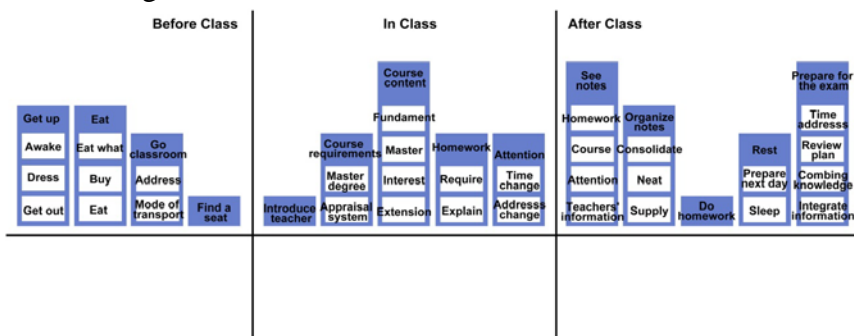 Before Class
In Class
After Class
Get up
Awake
Dress
Get out
Eat
Eat what
Buy
Eat
Go
classroom
Address
Mode of
transport
Find a
seat
Introduce
teacher
Course
requirements
Master
degree
Appraisal
system
Course
content
Fundament
Master
Interest
Extension
Homework
Require
Explain
Attention
Time
change
Addresss
change
See
notes
Homework
Course
Attention
Teachers'
information
Organize
notes
Consolidate
Neat
Supply
Do
homework
Rest
Prepare
next day
Sleep
Prepare for
the exam
Time
addresss
Review
plan
Combing
knowledge
Integrate
information